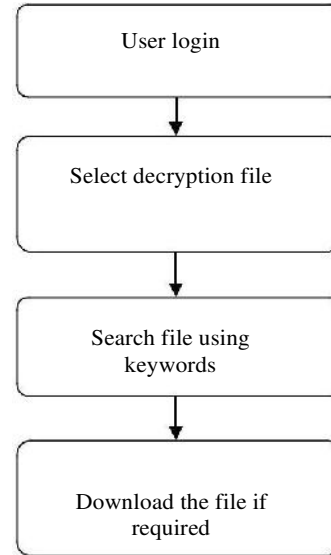 User login
Select decryption file
Search file using
keywords
Download the file if
required